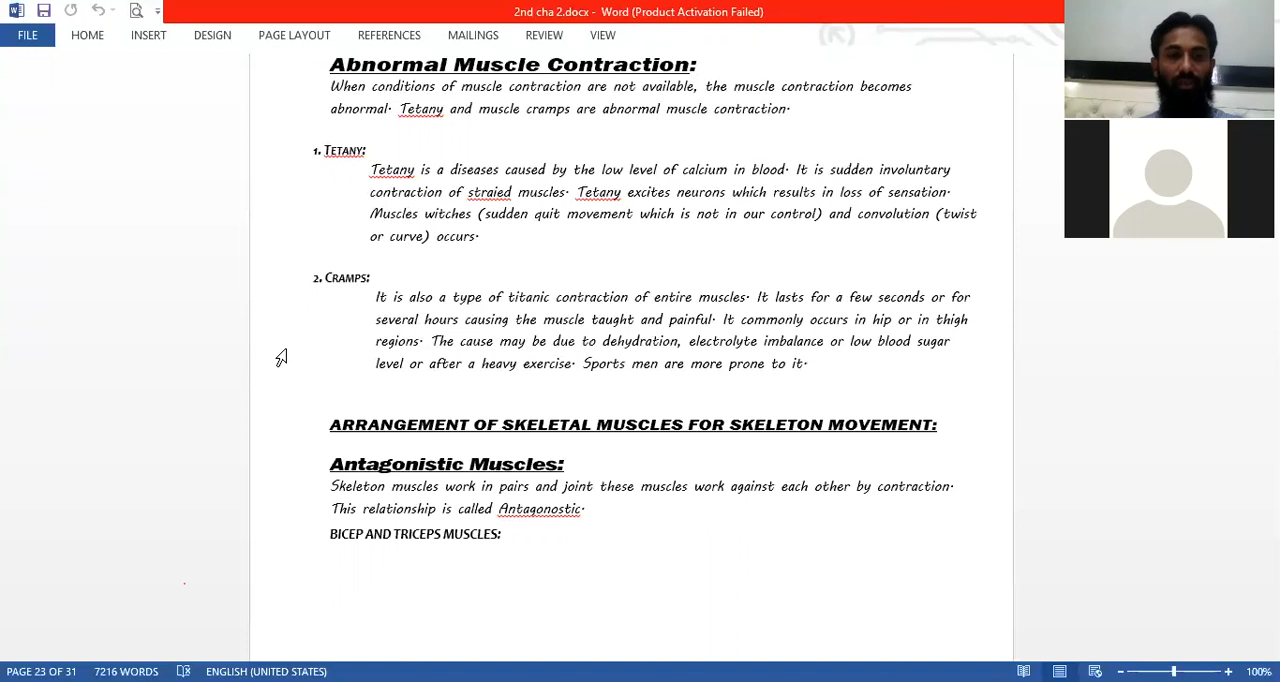 2nd cha 2.docx - Word (Product Activation Failed)
FILE HOME INSERT DESIGN PAGE LAYOUT REFERENCES MAILINGS REVIEW VIEW
Abnormal Muscle Contraction:
When conditions of muscle contraction are not available, the muscle contraction becomes
abnormal. Tetany and muscle cramps are abnormal muscle contraction.
1. TETANY:
Tetany is a diseases caused by the low level of calcium in blood. It is sudden involuntary
contraction of straied muscles. Tetany excites neurons which results in loss of sensation.
Muscles witches (sudden quit movement which is not in our control) and convolution (twist
or curve) occurs.
2. CRAMPS:
It is also a type of titanic contraction of entire muscles. It lasts for a few seconds or for
several hours causing the muscle taught and painful. It commonly occurs in hip or in thigh
regions. The cause may be due to dehydration, electrolyte imbalance or low blood sugar
level or after a heavy exercise. Sports men are more prone to it.
ARRANGEMENT OF SKELETAL MUSCLES FOR SKELETON MOVEMENT:
Antagonistic Muscles:
Skeleton muscles work in pairs and joint these muscles work against each other by contraction.
This relationship is called Antagonostic.
BICEP AND TRICEPS MUSCLES:
PAGE 23 OF 31 7216 WORDS ENGLISH (UNITED STATES) 100%